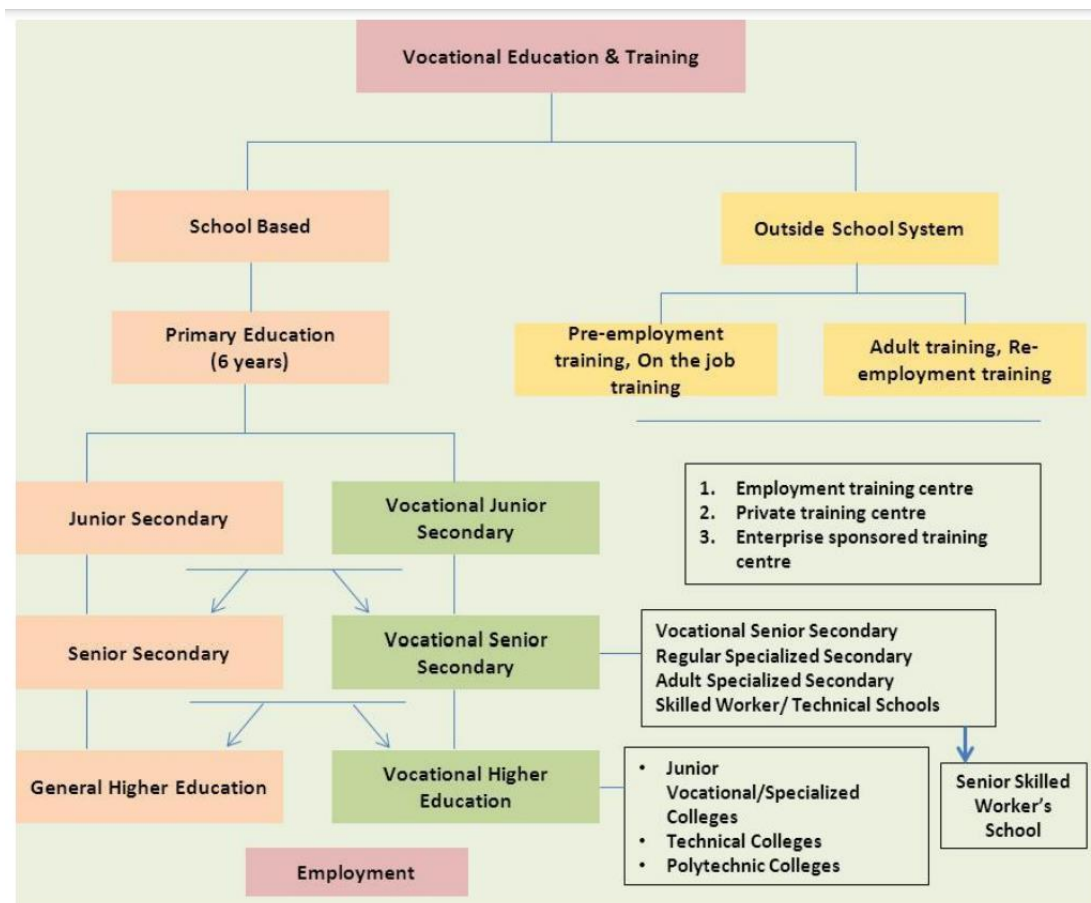 Vocational Education & Training
School Based
Outside School System
Primary Education
(6 years)
Pre-employment
training, On the job
training
Adult training, Re-
employment training
Junior Secondary
Vocational Junior
Secondary
1. Employment training centre
2. Private training centre
3. Enterprise sponsored training
centre
Senior Secondary
Vocational Senior
Secondary
Vocational Senior Secondary
Regular Specialized Secondary
Adult Specialized Secondary
Skilled Worker/ Technical Schools
General Higher Education
Vocational Higher
Education
• Junior
Vocational/Specialized
Colleges
• Technical Colleges
• Polytechnic Colleges
Senior Skilled
Worker's
School
Employment